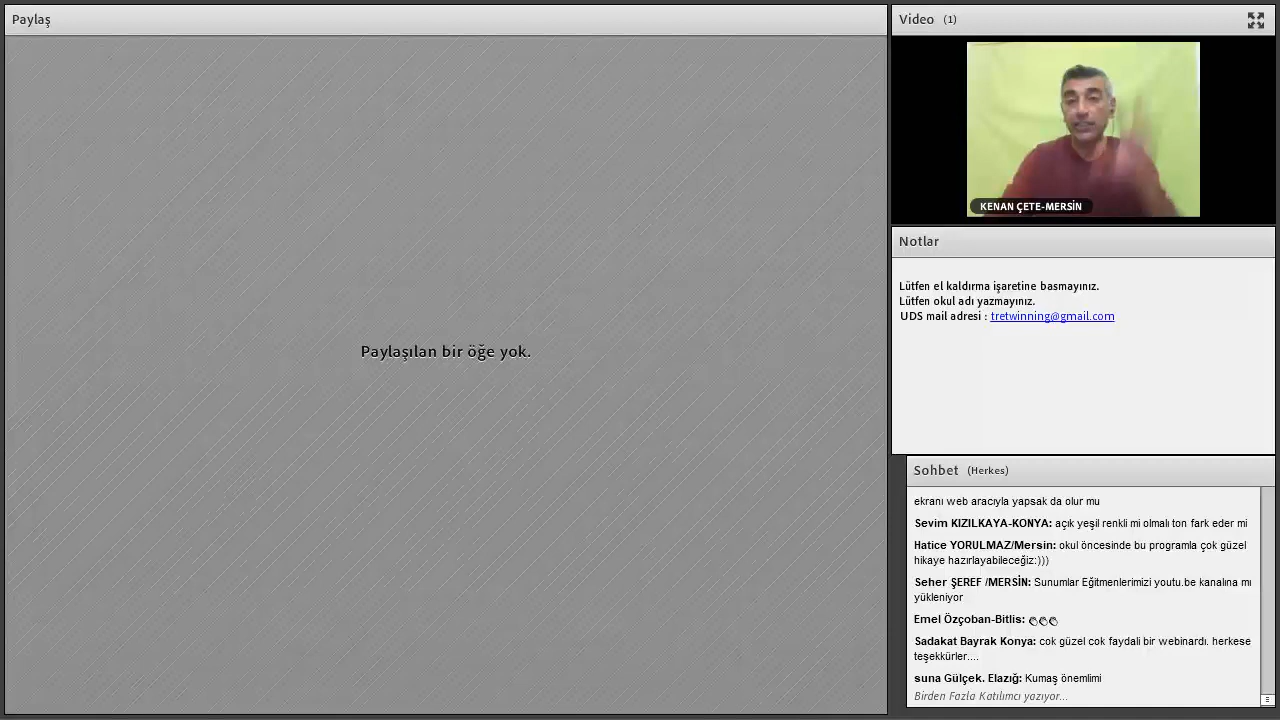 Paylaş
Paylaşılan bir öğe yok.
Video (1)
KENAN ÇETE-MERSİN
Notlar
Lütfen el kaldırma işaretine basmayınız.
Lütfen okul adı yazmayınız.
UDS mail adresi : tretwinning@gmail.com
Sohbet (Herkes)
ekranı web aracıyla yapsak da olur mu
Sevim KIZILKAYA-KONYA: açık yeşil renkli mi olmalı ton fark eder mi
Hatice YORULMAZ/Mersin: okul öncesinde bu programla çok güzel
hikaye hazırlayabileceğiz:)))
Seher ŞEREF /MERSİN: Sunumlar Eğitmenlerimizi youtu.be kanalına mı
yükleniyor
Emel Özçoban-Bitlis:
Sadakat Bayrak Konya: cok güzel cok faydali bir webinardı. herkese
teşekkürler....
suna Gülçek. Elazığ: Kumaş önemlimi
Birden Fazla Katılımcı yazıyor...